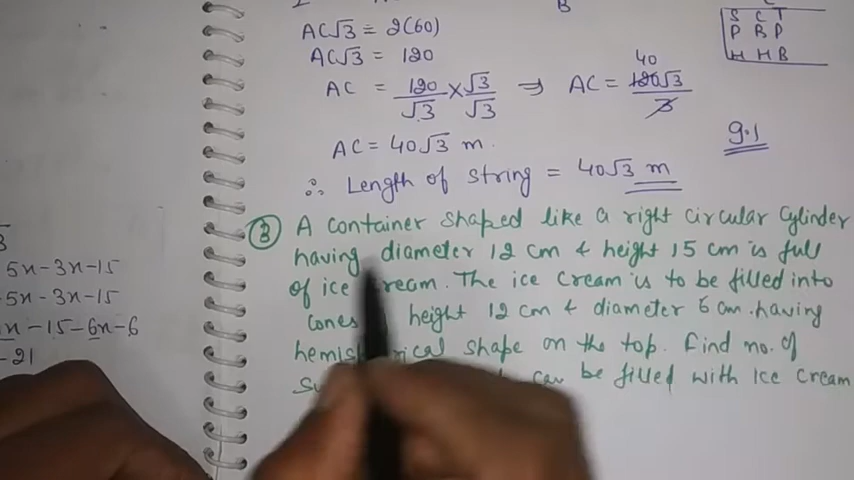 B
S C T
P B P
H H B
AC√3 = 2(60)
AC√3 = 120
AC = 120/√3 × √3/√3 ⇒ AC = 40 120√3/3
AC = 40√3 m.
9.1
∴ Length of string = 40√3 m
③ A container shaped like a right circular cylinder
having diameter 12 cm & height 15 cm is full
of ice cream. The ice cream is to be filled into
cones height 12 cm & diameter 6 cm. having
hemispherical shape on the top. Find no. of
can be filled with ice cream
5x-3x-15
5x-3x-15
-15-6x-6
-21